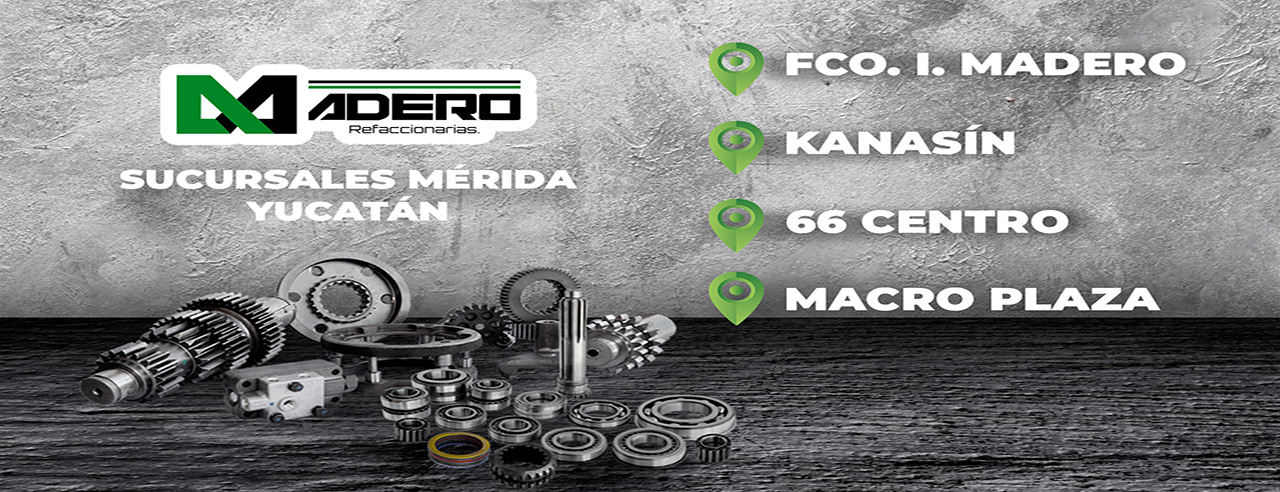 MADERO
Refaccionarias.
SUCURSALES MÉRIDA
YUCATÁN
FCO. I. MADERO
KANASÍN
66 CENTRO
MACRO PLAZA